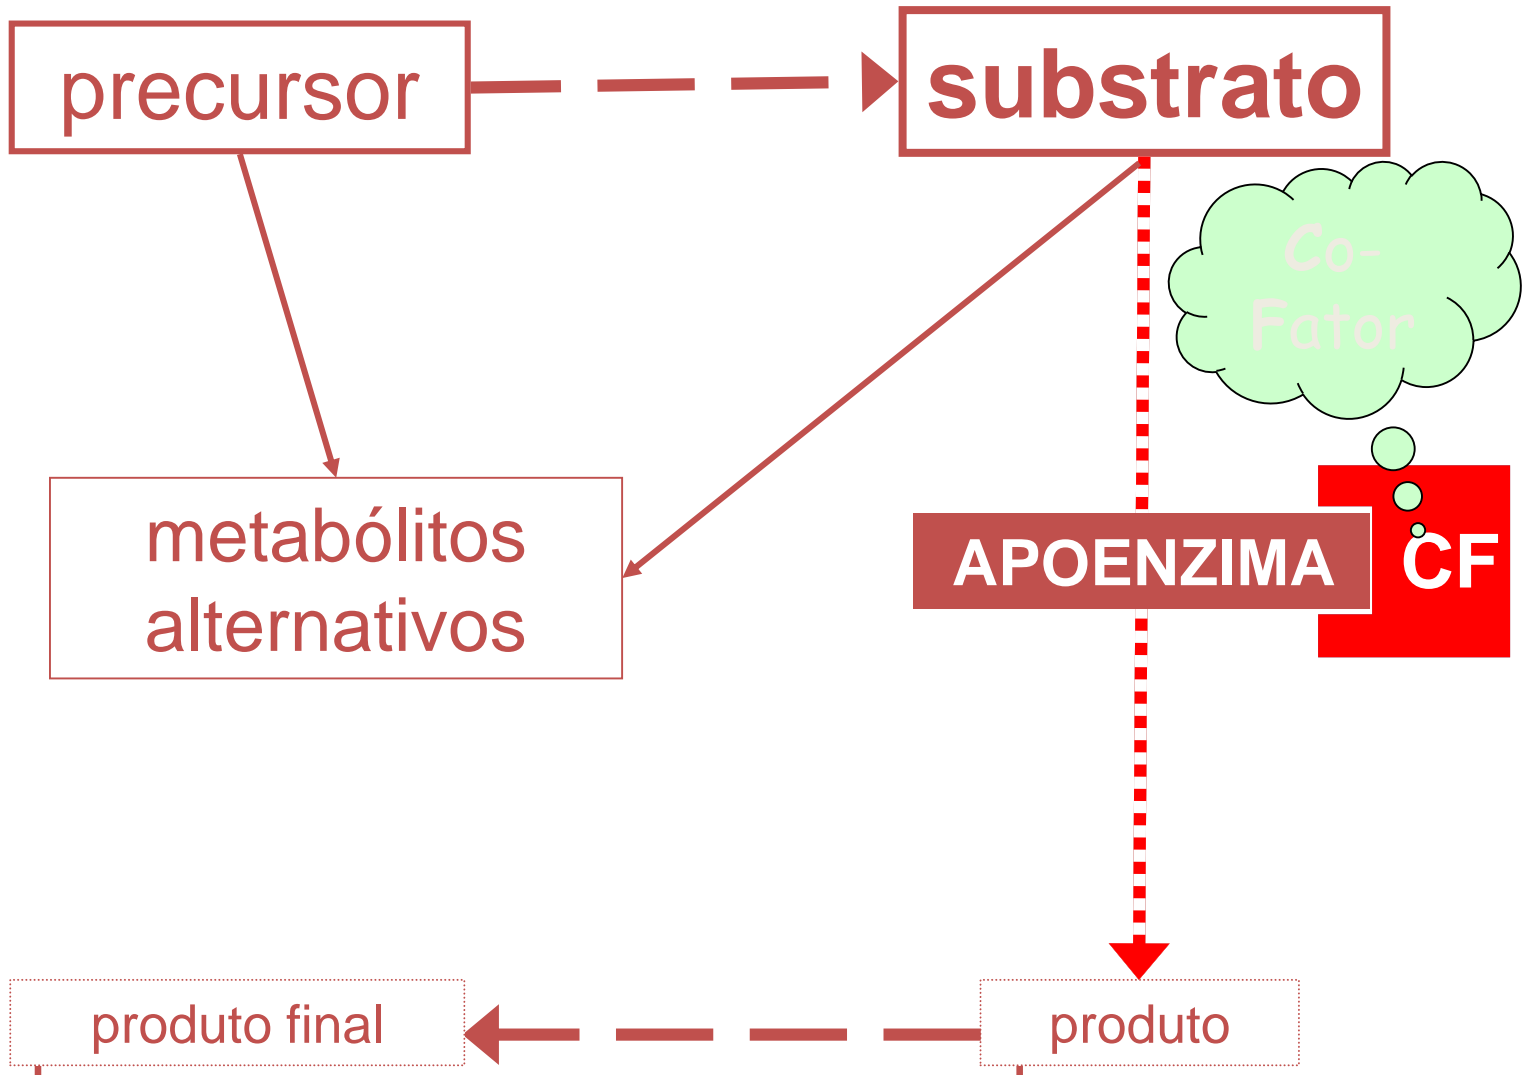 precursor
substrato
Co-
Fator
metabólitos
alternativos
APOENZIMA
CF
produto final
produto